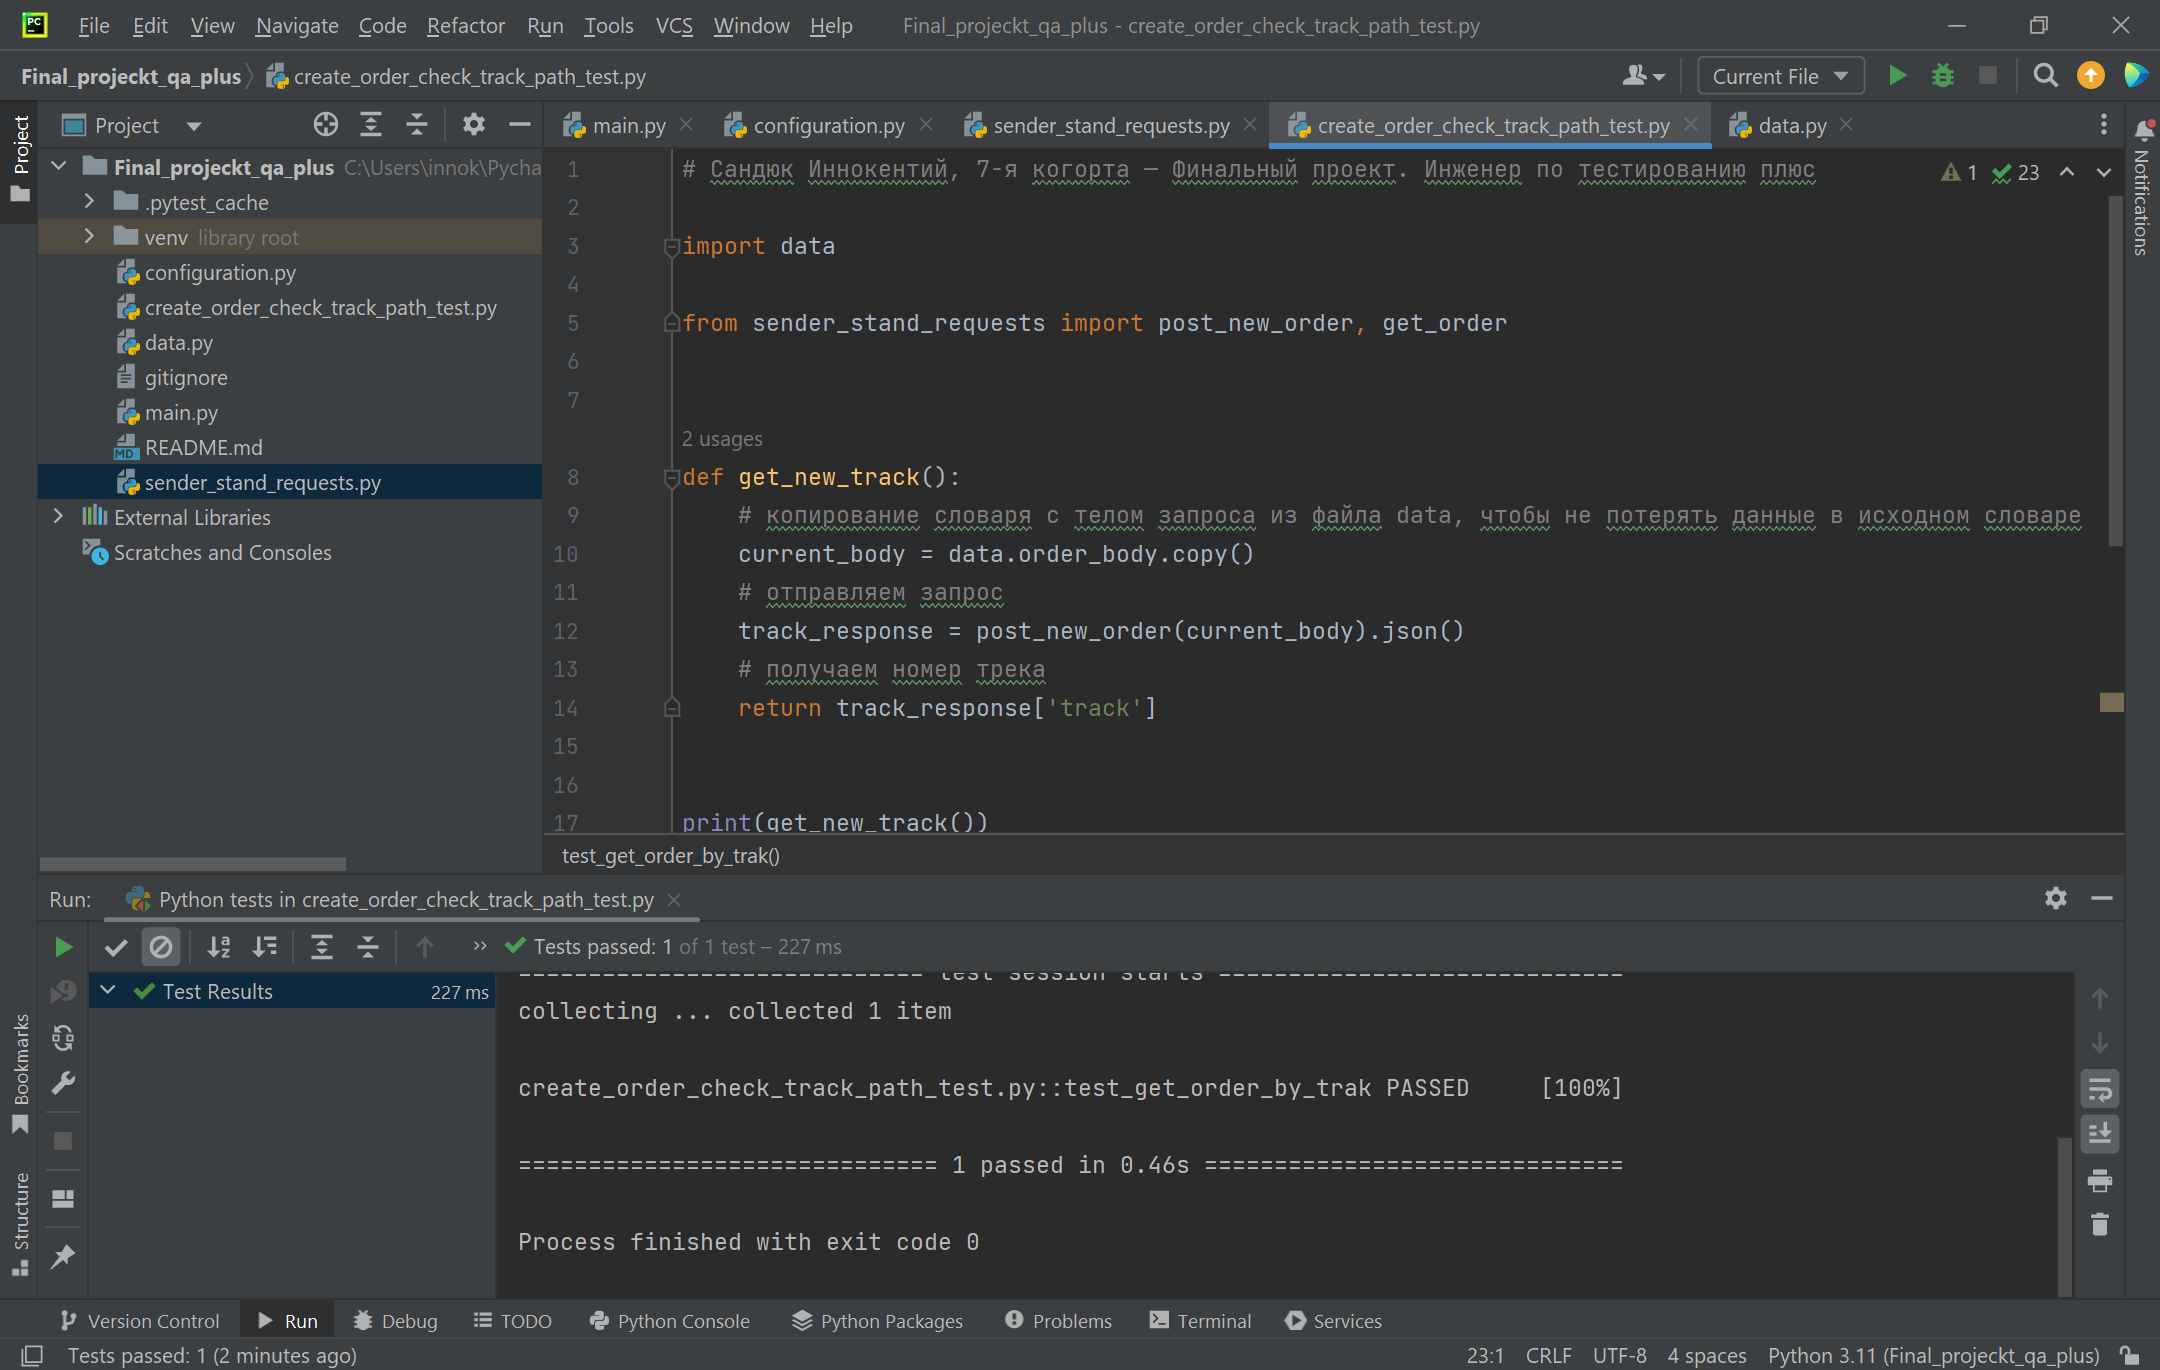 File Edit View Navigate Code Refactor Run Tools VCS Window Help Final_projeckt_qa_plus - create_order_check_track_path_test.py
Final_projeckt_qa_plus create_order_check_track_path_test.py Current File
Project
Project
main.py configuration.py sender_stand_requests.py create_order_check_track_path_test.py data.py
Notifications
Final_projeckt_qa_plus C:\Users\innok\Pycha
.pytest_cache
venv library root
configuration.py
create_order_check_track_path_test.py
data.py
gitignore
main.py
README.md
sender_stand_requests.py
External Libraries
Scratches and Consoles
1 # Сандюк Иннокентий, 7-я когорта — Финальный проект. Инженер по тестированию плюс
1 23
2
3 import data
4
5 from sender_stand_requests import post_new_order, get_order
6
7
2 usages
8 def get_new_track():
9 # копирование словаря с телом запроса из файла data, чтобы не потерять данные в исходном словаре
10 current_body = data.order_body.copy()
11 # отправляем запрос
12 track_response = post_new_order(current_body).json()
13 # получаем номер трека
14 return track_response['track']
15
16
17 print(get_new_track())
test_get_order_by_trak()
Run: Python tests in create_order_check_track_path_test.py
Tests passed: 1 of 1 test – 227 ms
Test Results 227 ms
============================= test session starts =============================
collecting ... collected 1 item
create_order_check_track_path_test.py::test_get_order_by_trak PASSED [100%]
============================== 1 passed in 0.46s ==============================
Process finished with exit code 0
Bookmarks
Structure
Version Control Run Debug TODO Python Console Python Packages Problems Terminal Services
Tests passed: 1 (2 minutes ago) 23:1 CRLF UTF-8 4 spaces Python 3.11 (Final_projeckt_qa_plus)